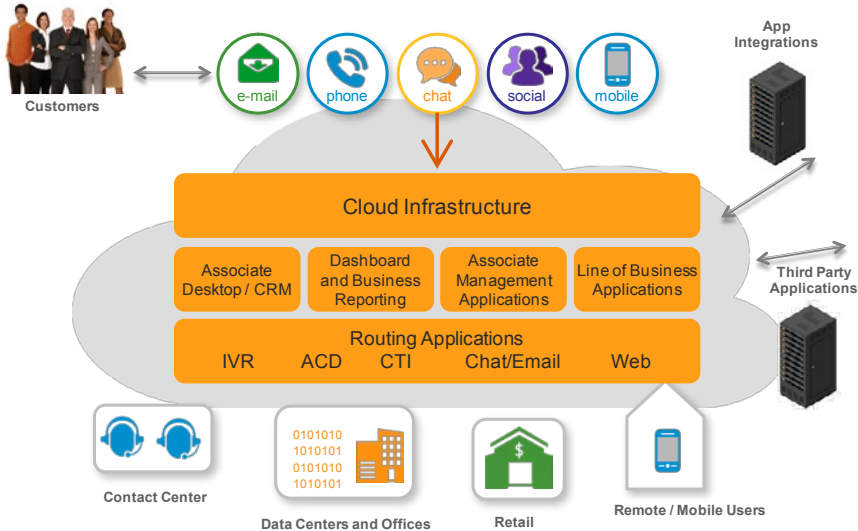 App
Integrations
e-mail
phone
chat
social
mobile
Customers
Cloud Infrastructure
Associate
Desktop / CRM
Dashboard
and Business
Reporting
Associate
Management
Applications
Line of Business
Applications
Third Party
Applications
Routing Applications
IVR ACD CTI Chat/Email Web
0101010
1010101
0101010
1010101
$
Contact Center
Data Centers and Offices
Retail
Remote / Mobile Users